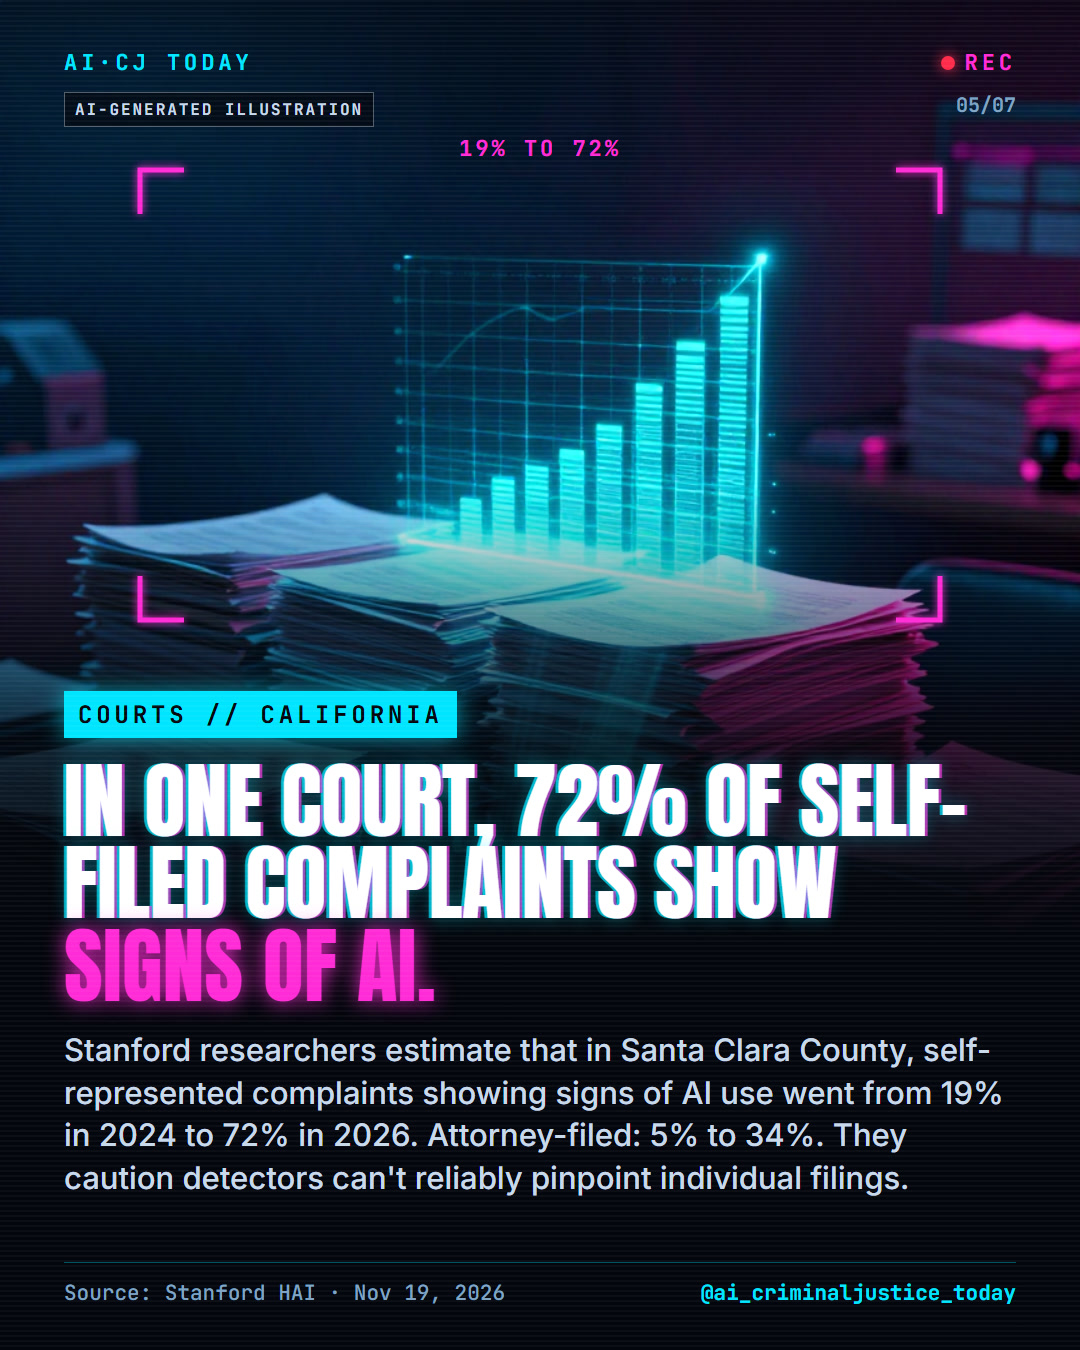 AI·CJ TODAY
REC
AI-GENERATED ILLUSTRATION
05/07
19% TO 72%
COURTS // CALIFORNIA
IN ONE COURT, 72% OF SELF-
FILED COMPLAINTS SHOW
SIGNS OF AI.
Stanford researchers estimate that in Santa Clara County, self-
represented complaints showing signs of AI use went from 19%
in 2024 to 72% in 2026. Attorney-filed: 5% to 34%. They
caution detectors can't reliably pinpoint individual filings.
Source: Stanford HAI · Nov 19, 2026
@ai_criminaljustice_today